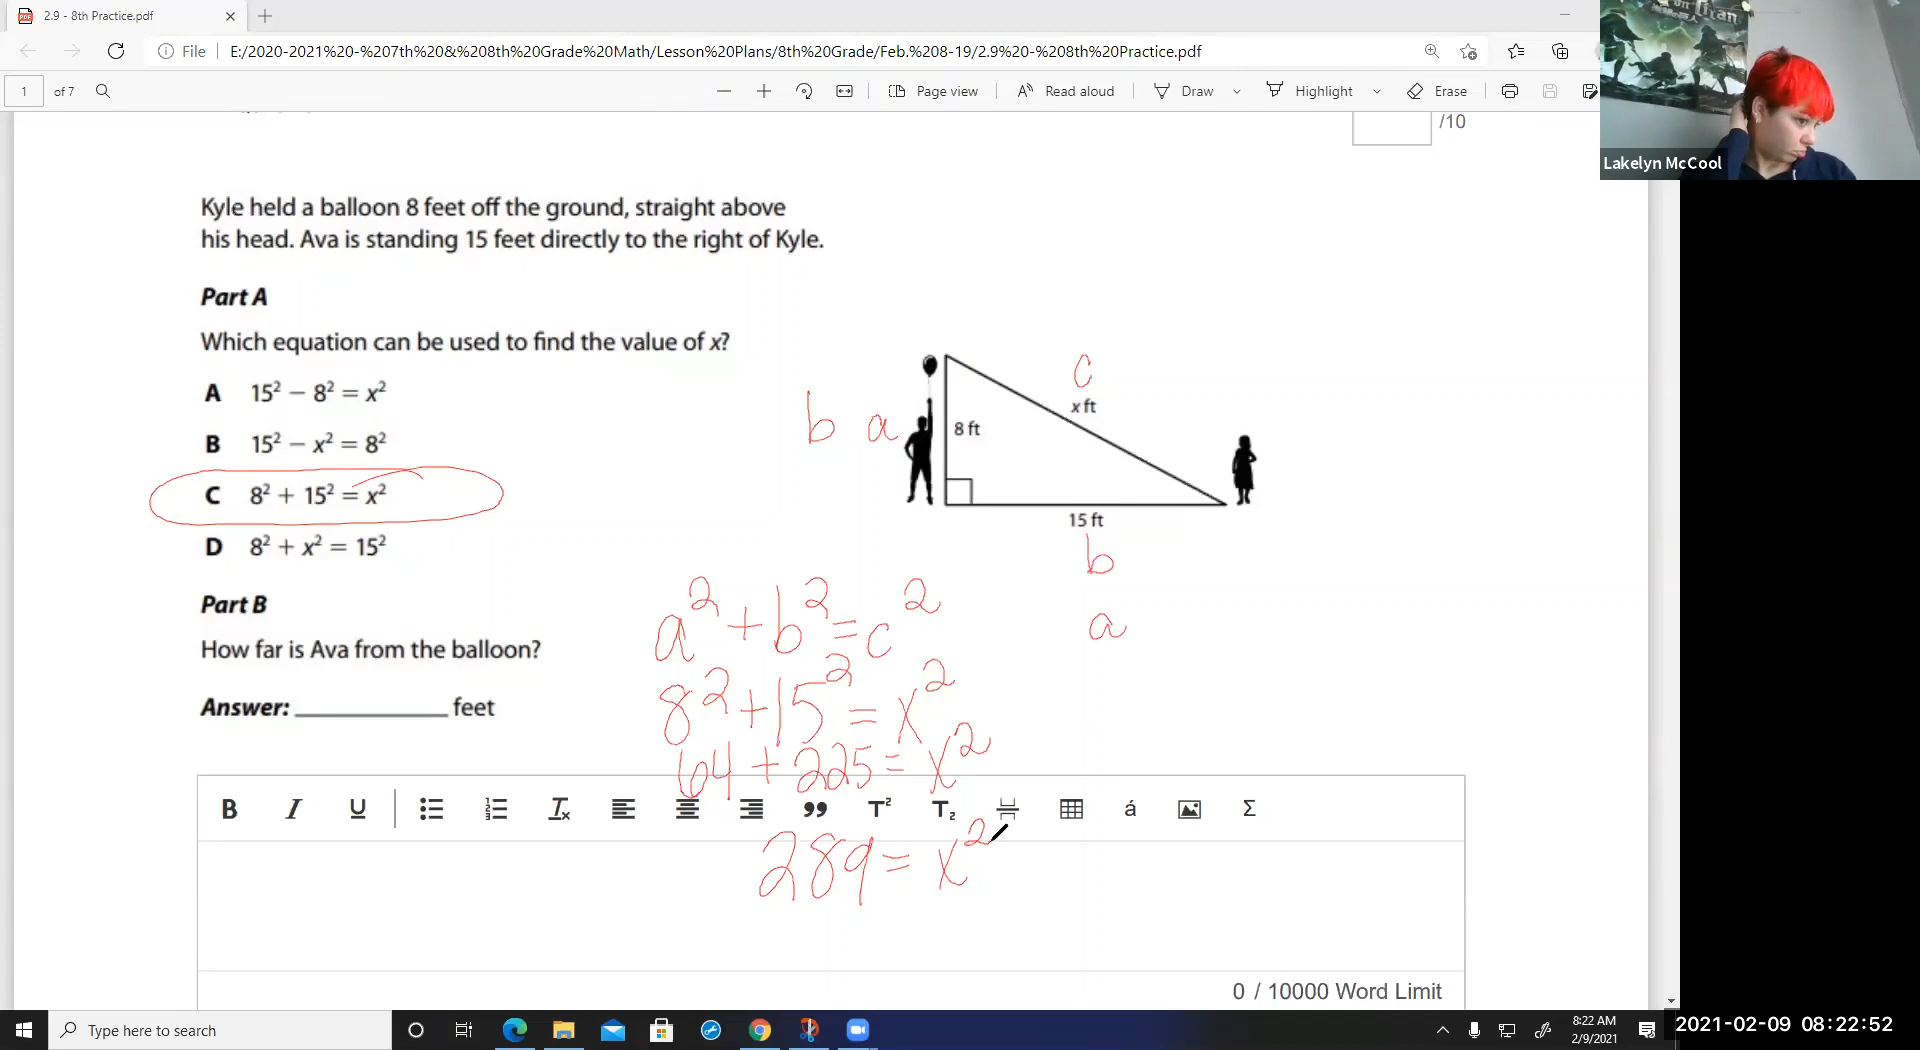 2.9 - 8th Practice.pdf
File E:/2020-2021%20-%207th%20&%208th%20Grade%20Math/Lesson%20Plans/8th%20Grade/Feb.%208-19/2.9%20-%208th%20Practice.pdf
1 of 7 Page view Read aloud Draw Highlight Erase
/10
Lakelyn McCool
Kyle held a balloon 8 feet off the ground, straight above
his head. Ava is standing 15 feet directly to the right of Kyle.
Part A
Which equation can be used to find the value of x?
A 15² − 8² = x²
B 15² − x² = 8²
C 8² + 15² = x²
D 8² + x² = 15²
c
x ft
b a 8 ft
15 ft
b
a
Part B
How far is Ava from the balloon?
Answer: ____________ feet
a² + b² = c²
8² + 15² = x²
64 + 225 = x²
B I U Tx T² T₂ á Σ
289 = x²
0 / 10000 Word Limit
Type here to search
8:22 AM
2/9/2021
2021-02-09 08:22:52